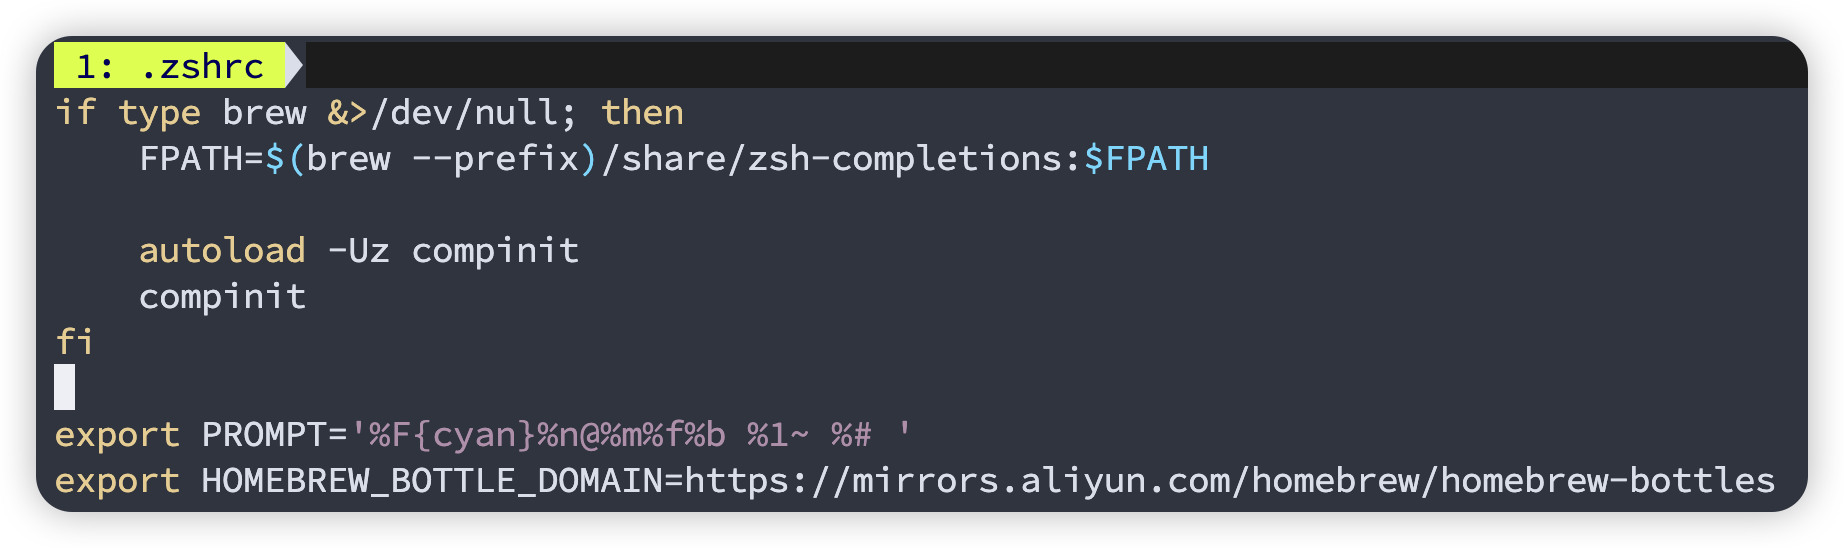 1: .zshrc
if type brew &>/dev/null; then
    FPATH=$(brew --prefix)/share/zsh-completions:$FPATH

    autoload -Uz compinit
    compinit
fi

export PROMPT='%F{cyan}%n@%m%f%b %1~ %# '
export HOMEBREW_BOTTLE_DOMAIN=https://mirrors.aliyun.com/homebrew/homebrew-bottles